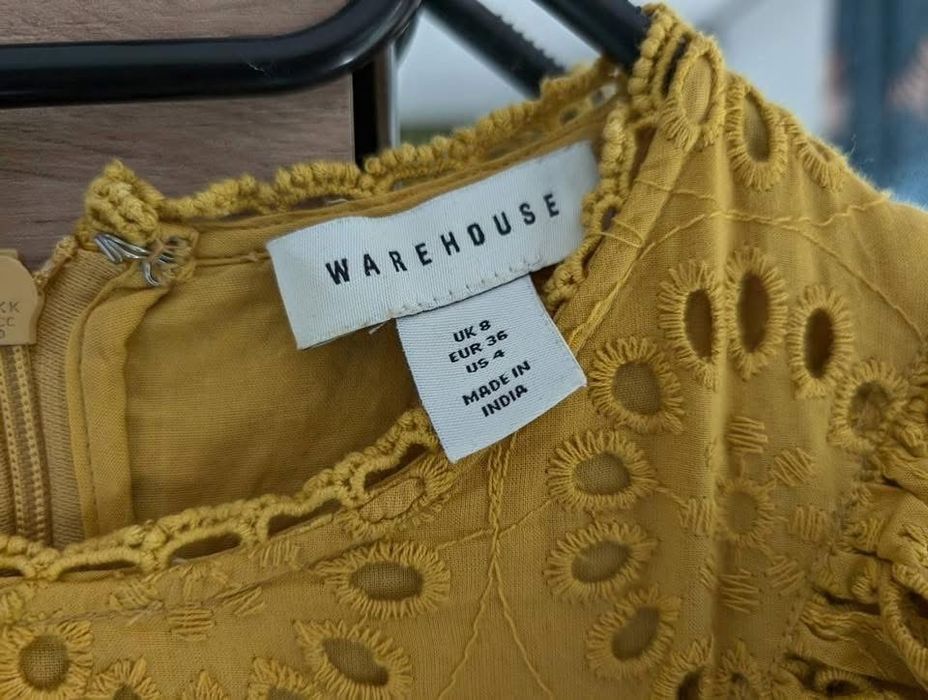 WAREHOUSE
UK 8
EUR 36
US 4
MADE IN
INDIA